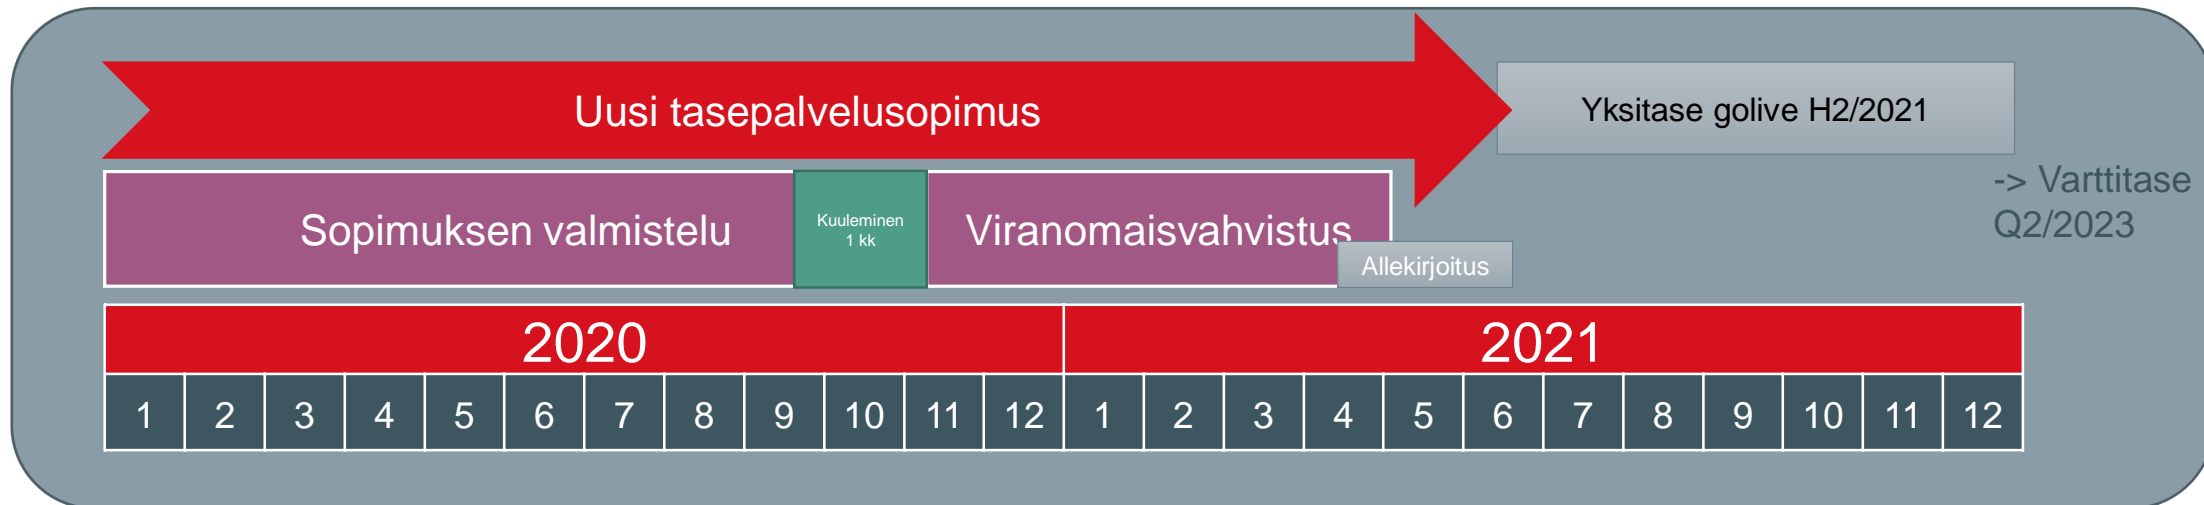 Uusi tasepalvelusopimus
Yksitase golive H2/2021
-> Varttitase
Q2/2023
Sopimuksen valmistelu
Kuuleminen
1 kk
Viranomaisvahvistus
Allekirjoitus
2020 2021
1 2 3 4 5 6 7 8 9 10 11 12 1 2 3 4 5 6 7 8 9 10 11 12